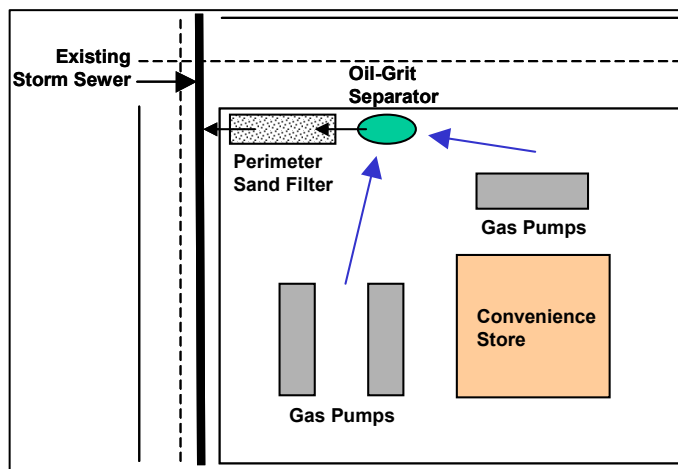 Existing
Storm Sewer
Oil-Grit
Separator
Perimeter
Sand Filter
Gas Pumps
Convenience
Store
Gas Pumps